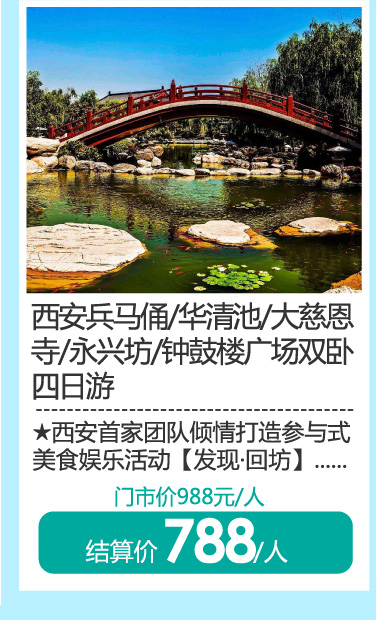 西安兵马俑/华清池/大慈恩
寺/永兴坊/钟鼓楼广场双卧
四日游
★西安首家团队倾情打造参与式
美食娱乐活动【发现·回坊】......
门市价988元/人
结算价788/人